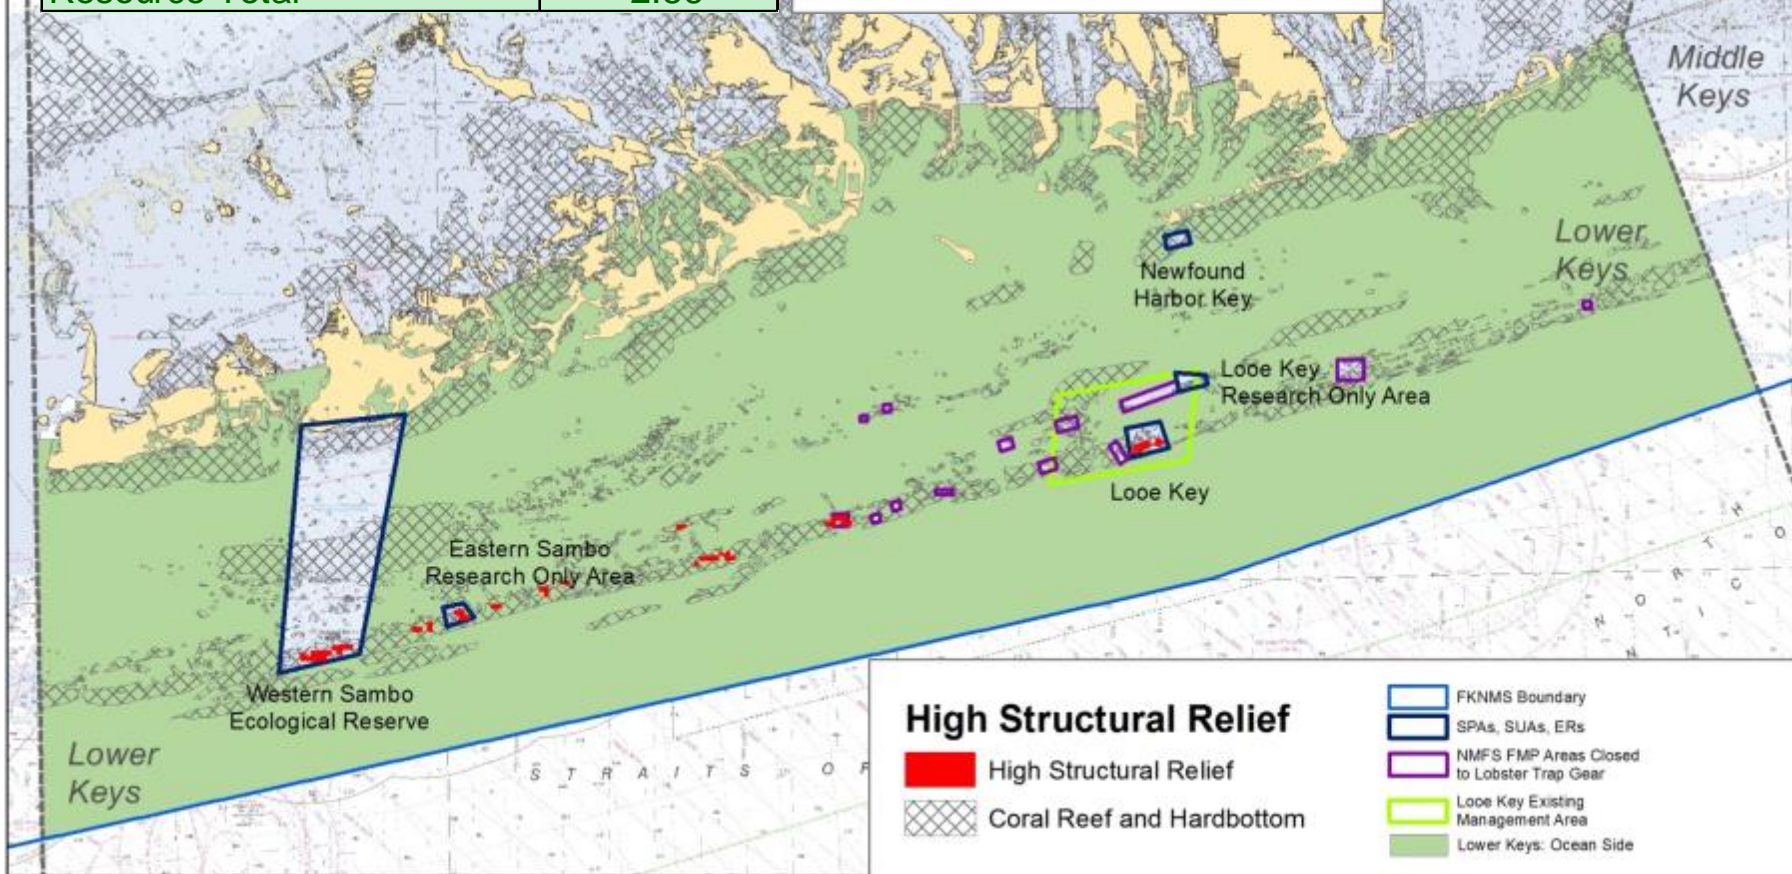 Middle
Keys
Lower
Keys
Newfound
Harbor Key
Looe Key
Research Only Area
Looe Key
Eastern Sambo
Research Only Area
Western Sambo
Ecological Reserve
Lower
Keys
STRAITS OF
NORTH
High Structural Relief
High Structural Relief
Coral Reef and Hardbottom
FKNMS Boundary
SPAs, SUAs, ERs
NMFS FMP Areas Closed
to Lobster Trap Gear
Looe Key Existing
Management Area
Lower Keys: Ocean Side